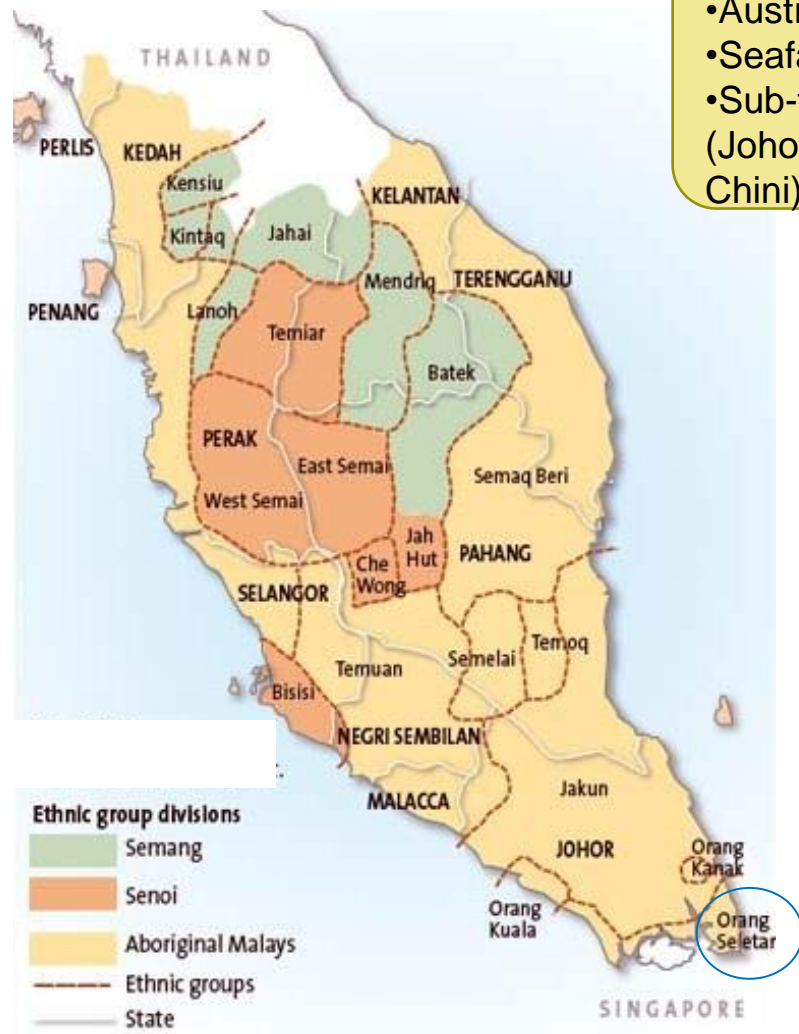 •Austr
•Seafa
•Sub-
(Joho
Chini)
THAILAND
PERLIS
KEDAH
Kensiu
KELANTAN
Kintaq
Jahai
Mendriq
TERENGGANU
PENANG
Lanoh
Temiar
Batek
PERAK
East Semai
Semaq Beri
West Semai
Jah
Hut
PAHANG
Che
Wong
SELANGOR
Temuan
Semelai
Temoq
Bisisi
NEGRI SEMBILAN
MALACCA
Jakun
JOHOR
Orang
Kanak
Orang
Kuala
Orang
Seletar
SINGAPORE
Ethnic group divisions
Semang
Senoi
Aboriginal Malays
Ethnic groups
State